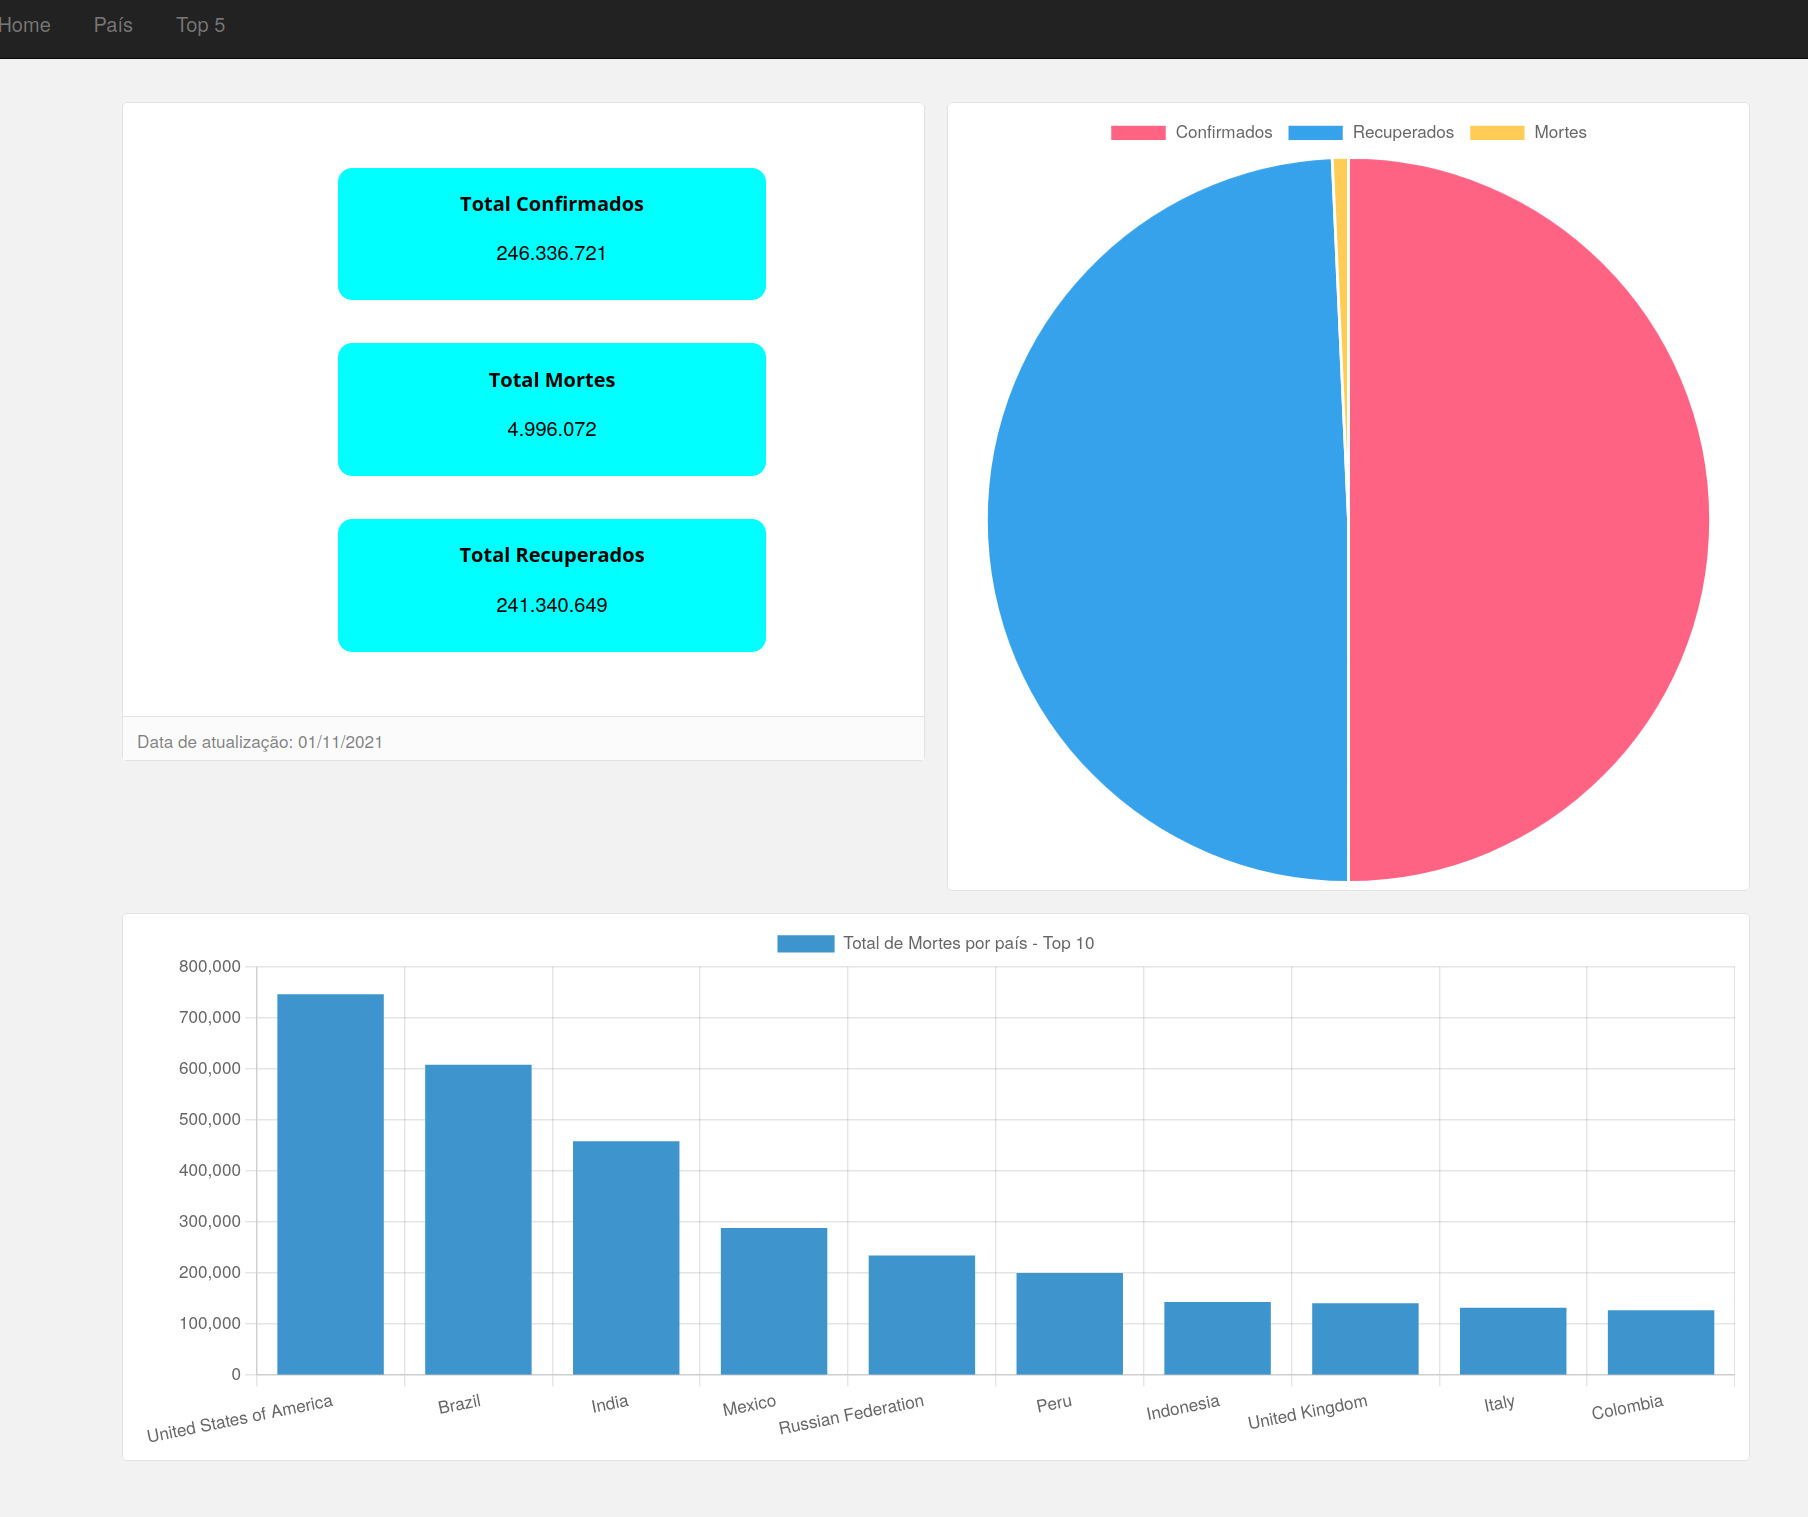 Home País Top 5
Total Confirmados
246.336.721
Total Mortes
4.996.072
Total Recuperados
241.340.649
Data de atualização: 01/11/2021
Confirmados Recuperados Mortes
Total de Mortes por país - Top 10
800,000
700,000
600,000
500,000
400,000
300,000
200,000
100,000
0
United States of America Brazil India Mexico Russian Federation Peru Indonesia United Kingdom Italy Colombia